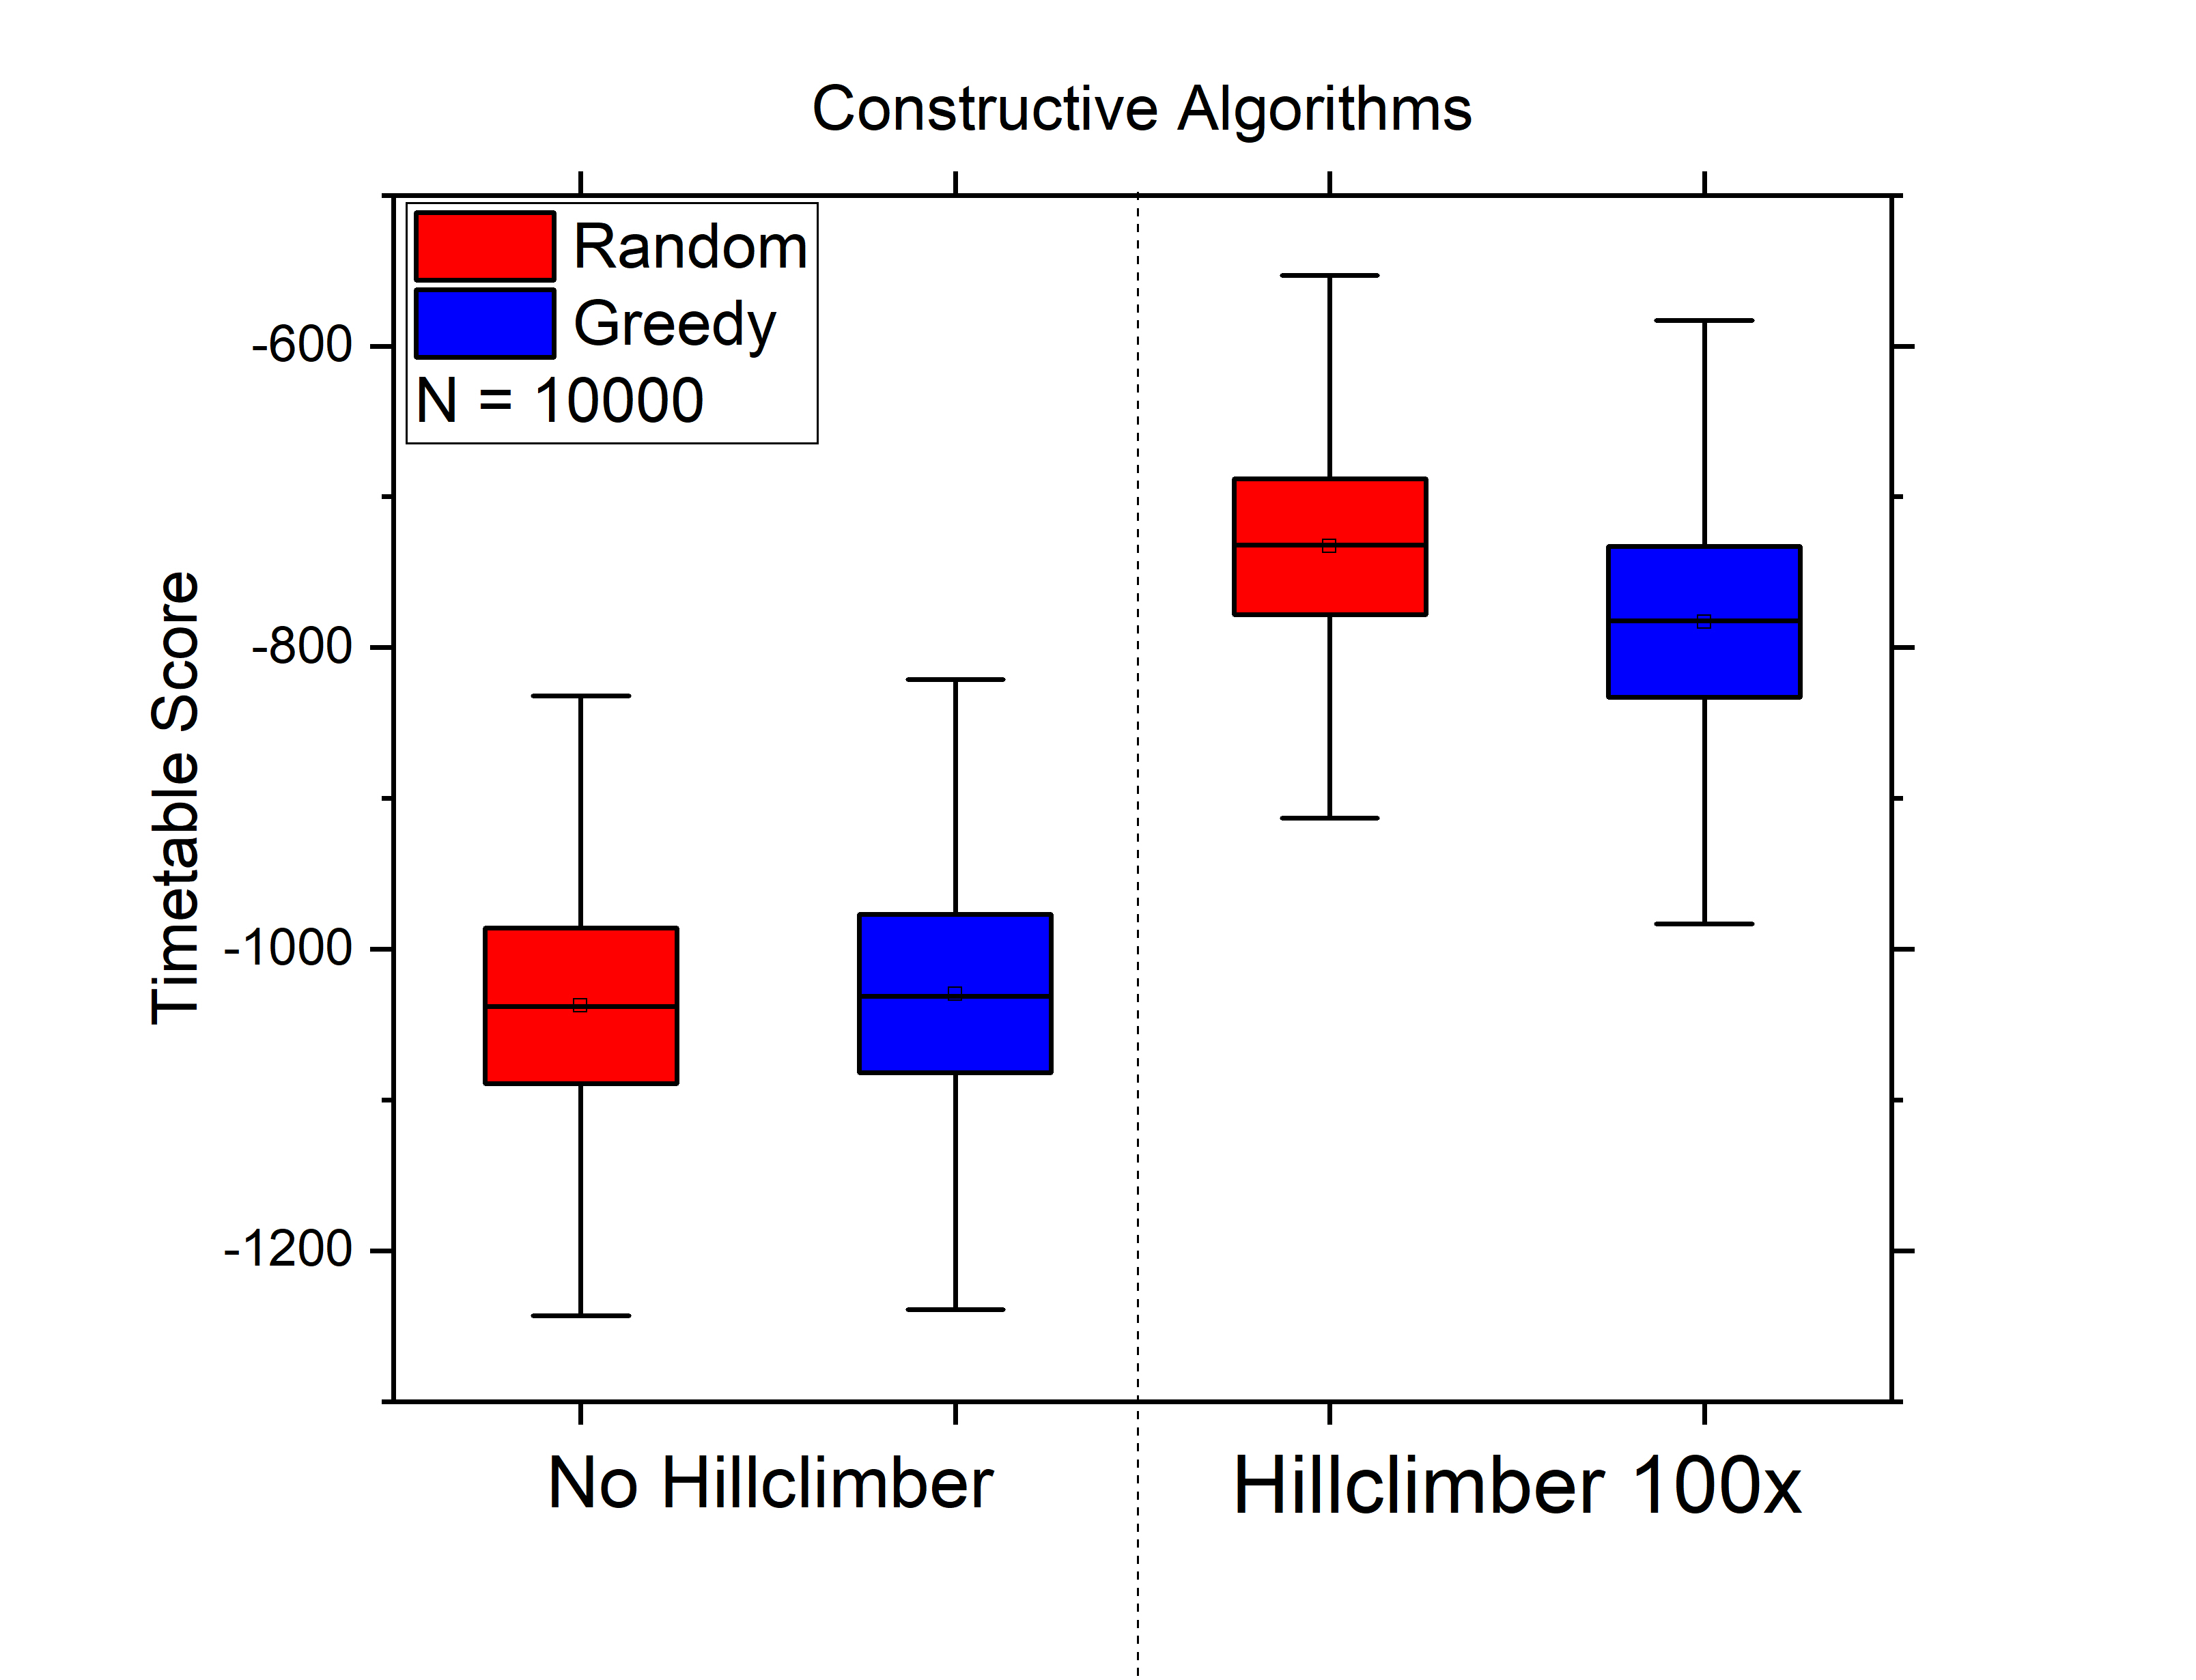 Constructive Algorithms
Random
Greedy
N = 10000
-600
-800
-1000
-1200
Timetable Score
No Hillclimber
Hillclimber 100x